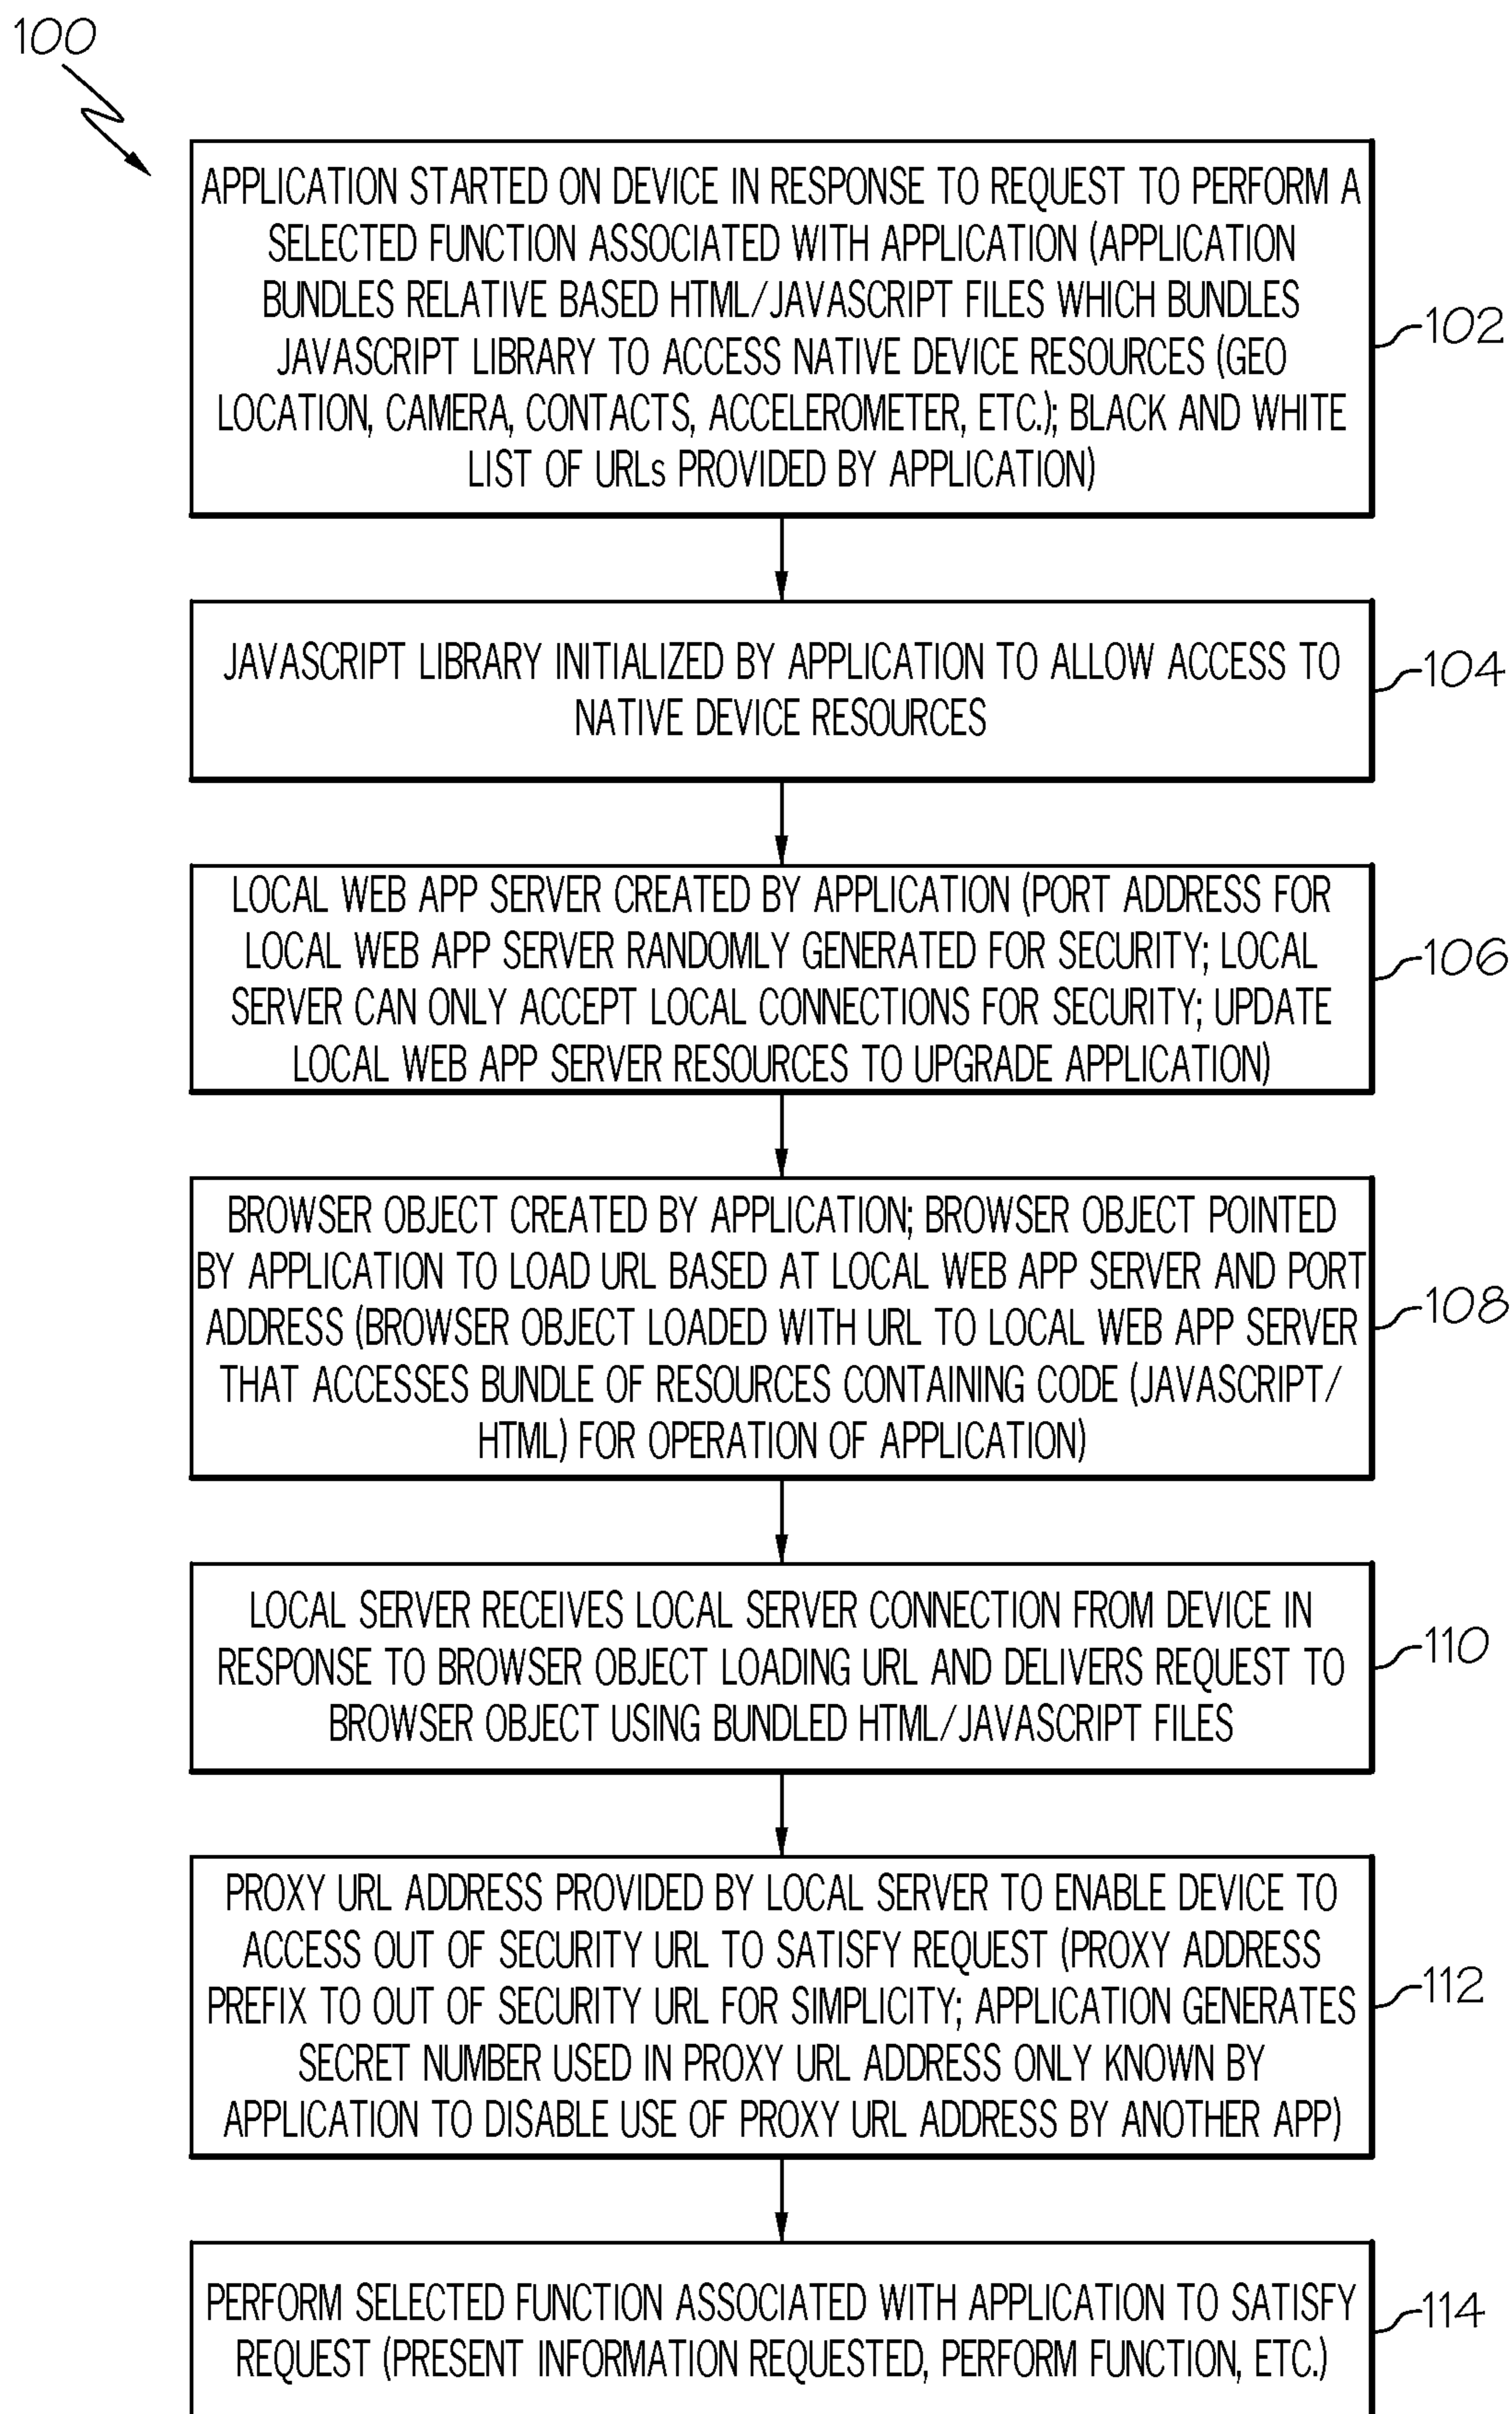 100
APPLICATION STARTED ON DEVICE IN RESPONSE TO REQUEST TO PERFORM A
SELECTED FUNCTION ASSOCIATED WITH APPLICATION (APPLICATION
BUNDLES RELATIVE BASED HTML/JAVASCRIPT FILES WHICH BUNDLES
JAVASCRIPT LIBRARY TO ACCESS NATIVE DEVICE RESOURCES (GEO
LOCATION, CAMERA, CONTACTS, ACCELEROMETER, ETC.); BLACK AND WHITE
LIST OF URLs PROVIDED BY APPLICATION)
102
JAVASCRIPT LIBRARY INITIALIZED BY APPLICATION TO ALLOW ACCESS TO
NATIVE DEVICE RESOURCES
104
LOCAL WEB APP SERVER CREATED BY APPLICATION (PORT ADDRESS FOR
LOCAL WEB APP SERVER RANDOMLY GENERATED FOR SECURITY; LOCAL
SERVER CAN ONLY ACCEPT LOCAL CONNECTIONS FOR SECURITY; UPDATE
LOCAL WEB APP SERVER RESOURCES TO UPGRADE APPLICATION)
106
BROWSER OBJECT CREATED BY APPLICATION; BROWSER OBJECT POINTED
BY APPLICATION TO LOAD URL BASED AT LOCAL WEB APP SERVER AND PORT
ADDRESS (BROWSER OBJECT LOADED WITH URL TO LOCAL WEB APP SERVER
THAT ACCESSES BUNDLE OF RESOURCES CONTAINING CODE (JAVASCRIPT/
HTML) FOR OPERATION OF APPLICATION)
108
LOCAL SERVER RECEIVES LOCAL SERVER CONNECTION FROM DEVICE IN
RESPONSE TO BROWSER OBJECT LOADING URL AND DELIVERS REQUEST TO
BROWSER OBJECT USING BUNDLED HTML/JAVASCRIPT FILES
110
PROXY URL ADDRESS PROVIDED BY LOCAL SERVER TO ENABLE DEVICE TO
ACCESS OUT OF SECURITY URL TO SATISFY REQUEST (PROXY ADDRESS
PREFIX TO OUT OF SECURITY URL FOR SIMPLICITY; APPLICATION GENERATES
SECRET NUMBER USED IN PROXY URL ADDRESS ONLY KNOWN BY
APPLICATION TO DISABLE USE OF PROXY URL ADDRESS BY ANOTHER APP)
112
PERFORM SELECTED FUNCTION ASSOCIATED WITH APPLICATION TO SATISFY
REQUEST (PRESENT INFORMATION REQUESTED, PERFORM FUNCTION, ETC.)
114